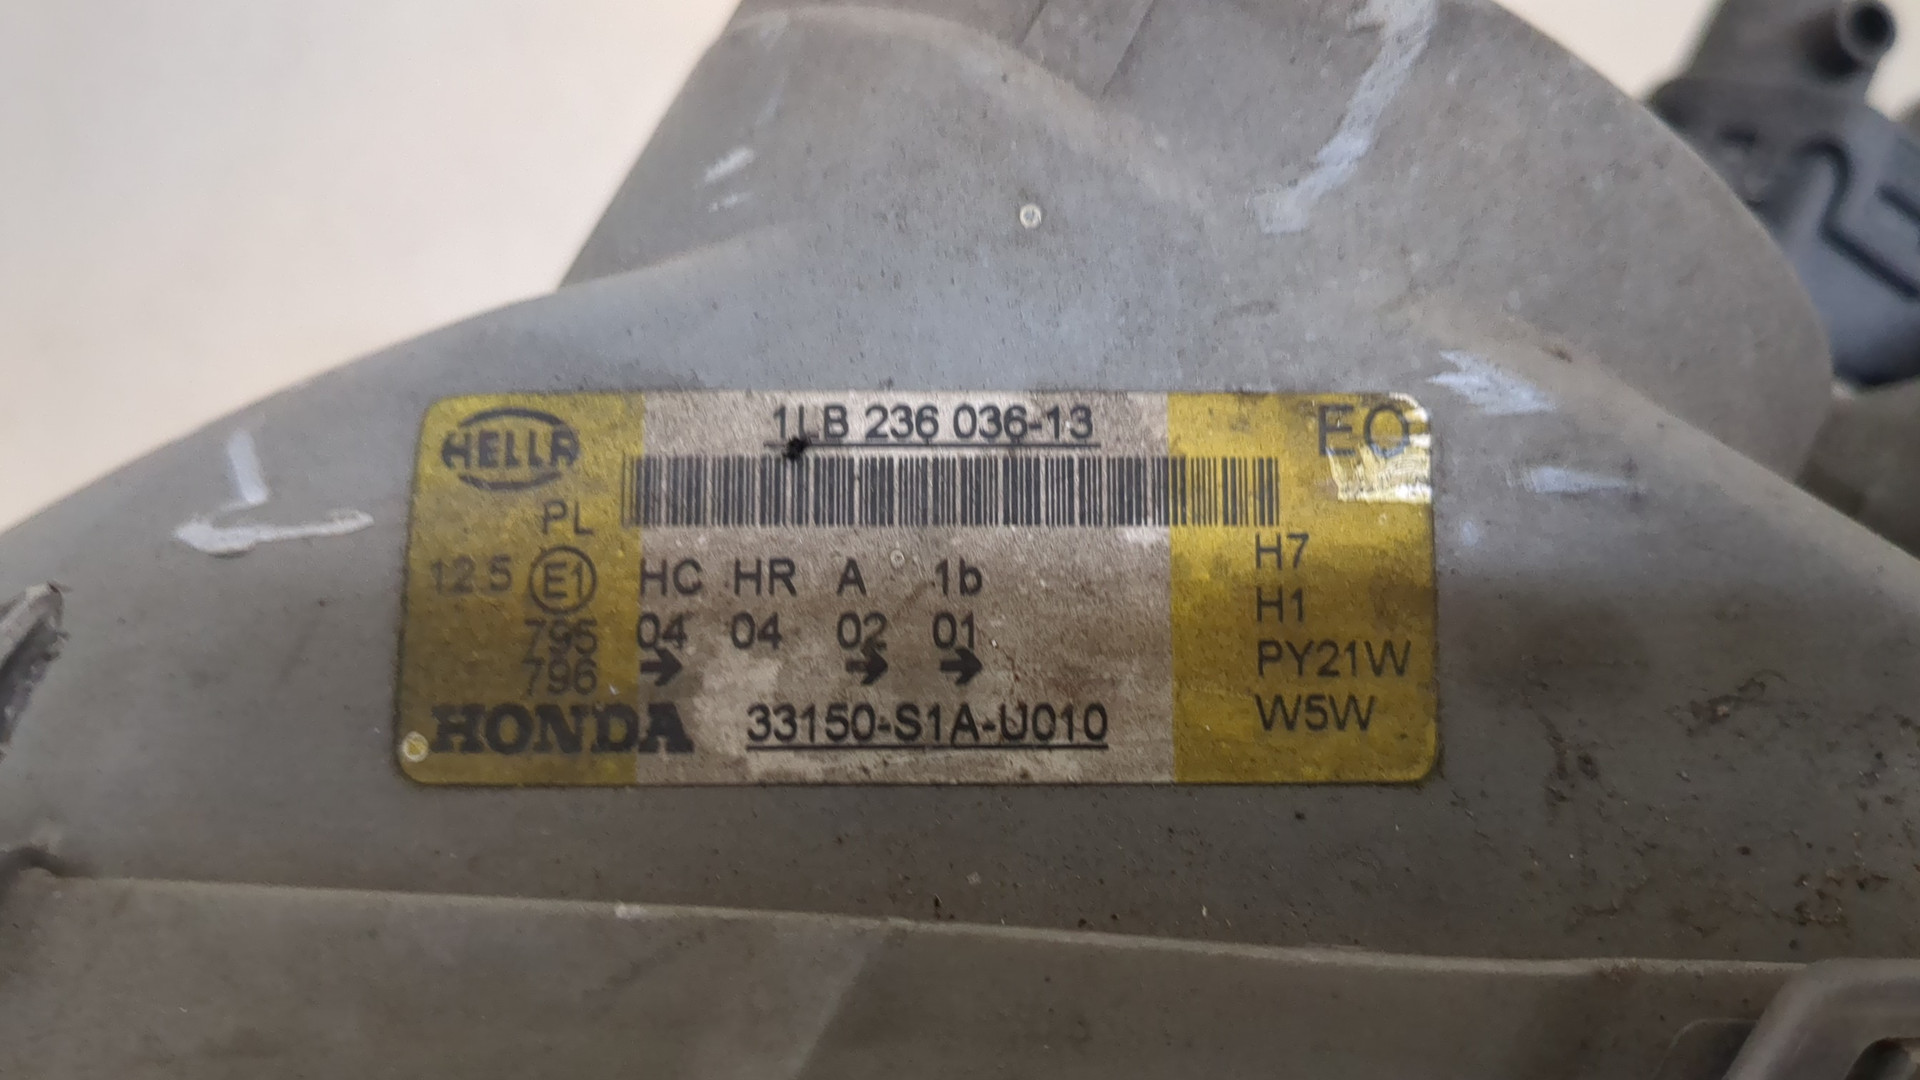 HELLA
1LB 236 036-13
EO
PL
12.5 E1 HC HR A 1b
795 04 04 02 01
796 → → →
HONDA 33150-S1A-U010
H7
H1
PY21W
W5W